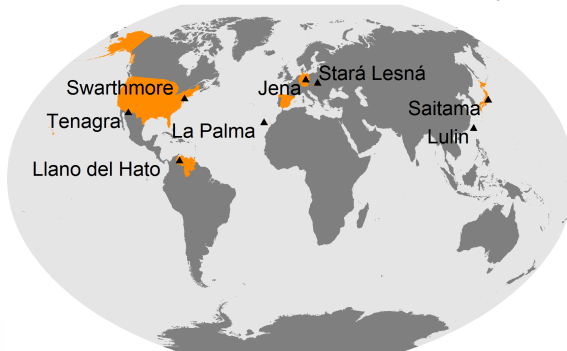 Swarthmore
Jena
Stará Lesná
Tenagra
La Palma
Saitama
Lulin
Llano del Hato